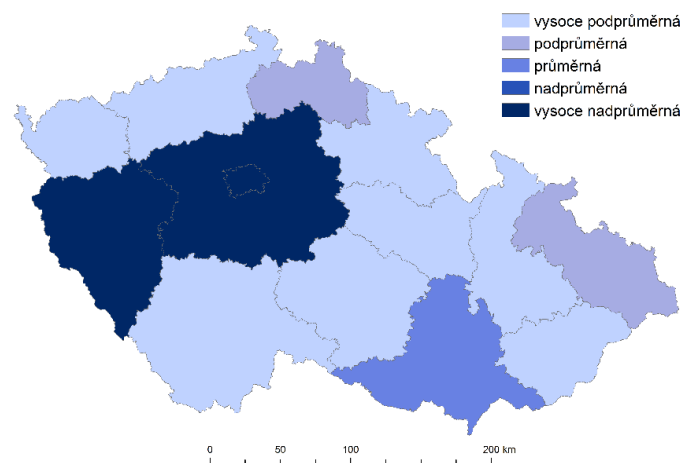 vysoce podprůměrná
podprůměrná
průměrná
nadprůměrná
vysoce nadprůměrná
0 50 100 200 km